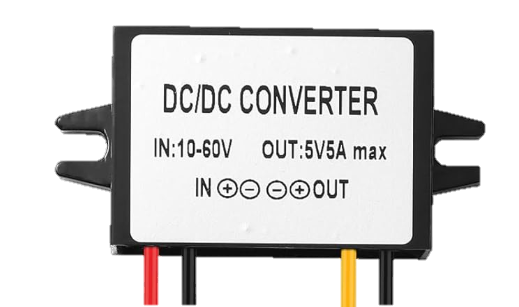 DC/DC CONVERTER
IN:10-60V OUT:5V5A max
IN ⊕⊖ ⊖⊕ OUT